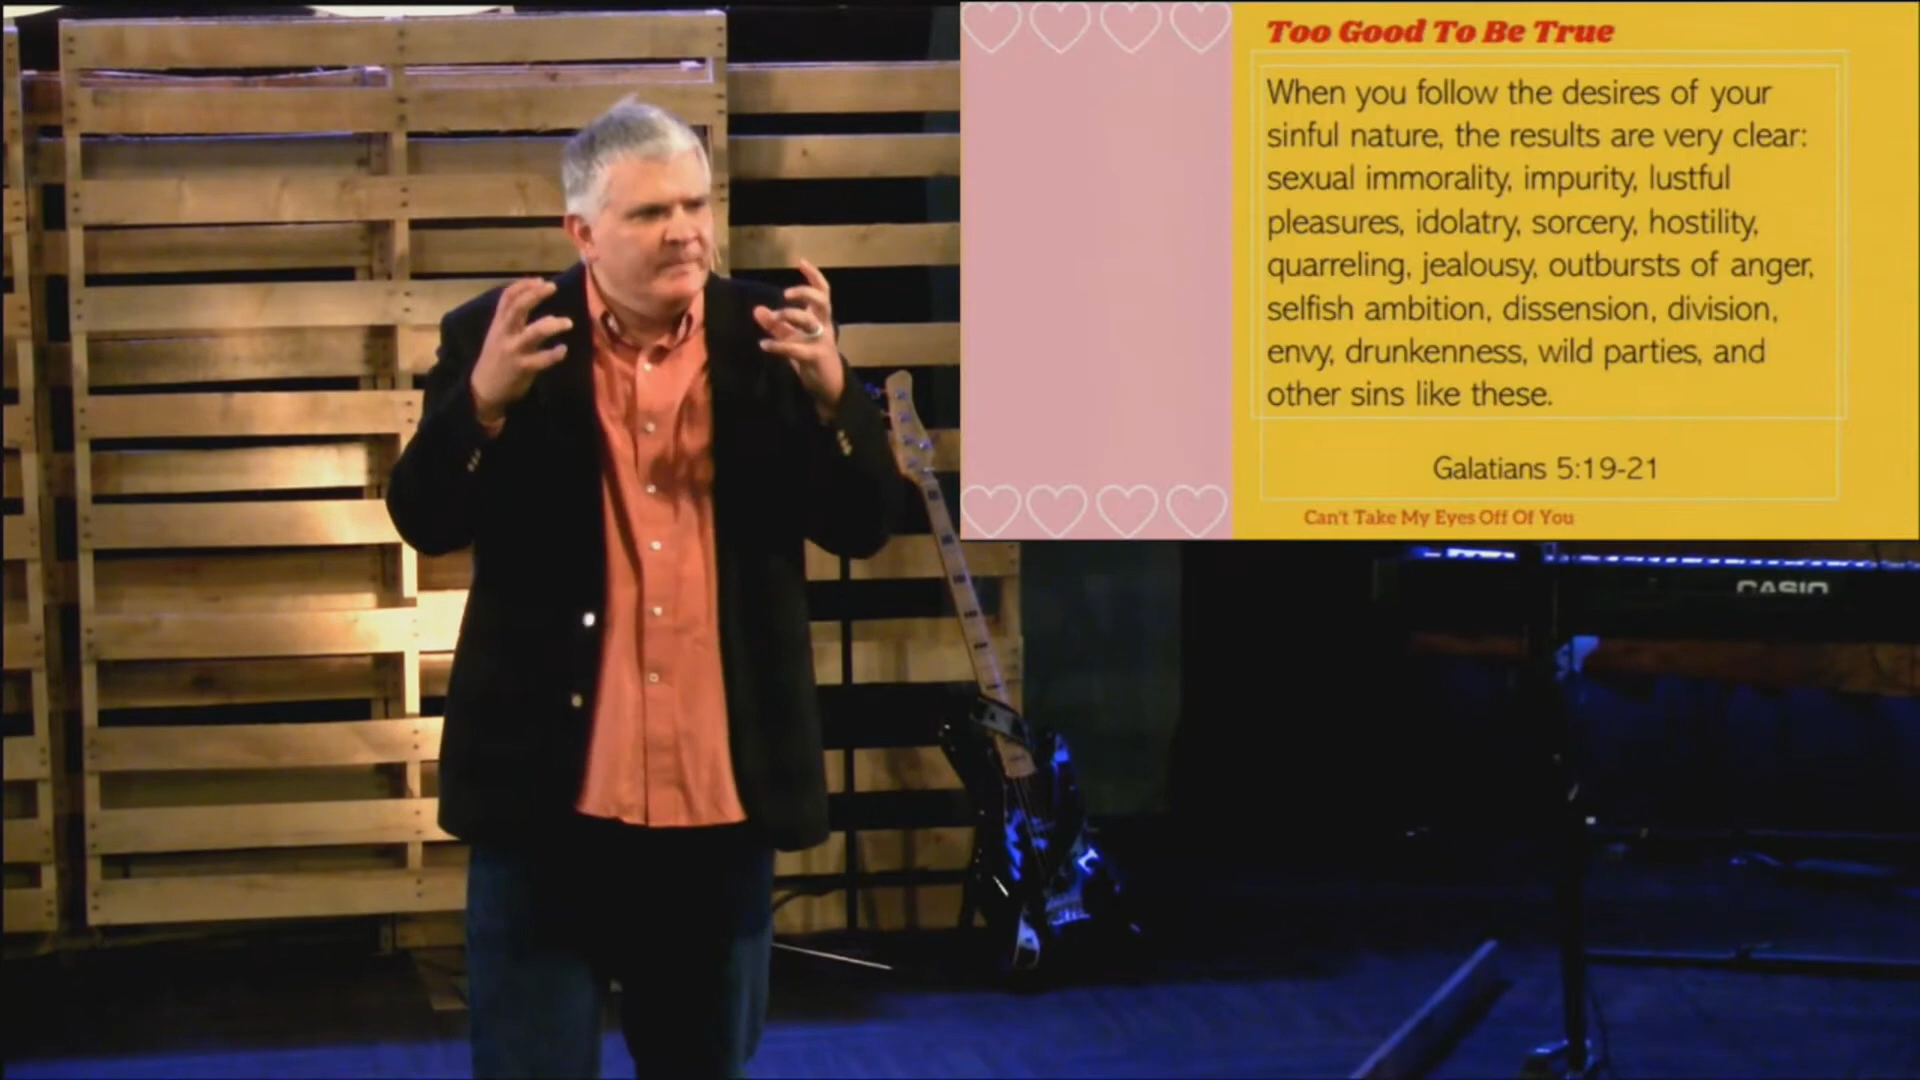 Too Good To Be True
When you follow the desires of your
sinful nature, the results are very clear:
sexual immorality, impurity, lustful
pleasures, idolatry, sorcery, hostility,
quarreling, jealousy, outbursts of anger,
selfish ambition, dissension, division,
envy, drunkenness, wild parties, and
other sins like these.
Galatians 5:19-21
Can't Take My Eyes Off Of You
CASIO